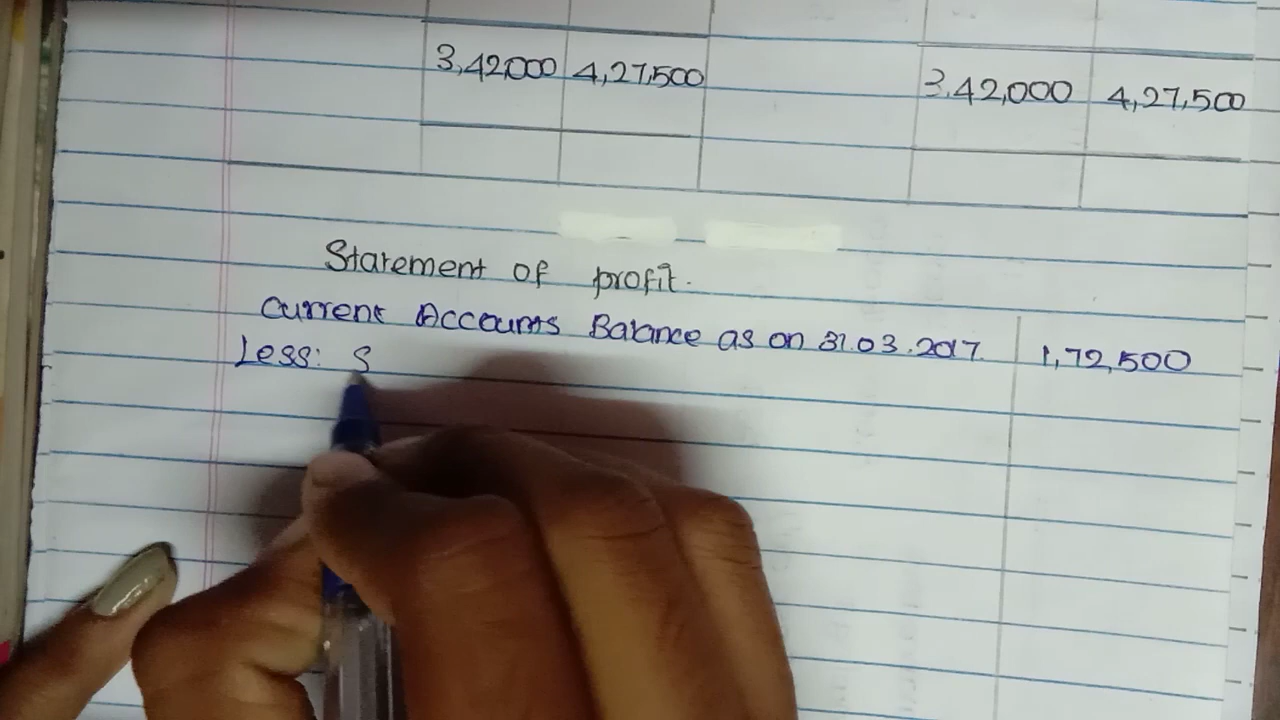 3,42,000 4,27,500 3,42,000 4,27,500
Statement of profit.
Current Accounts Balance as on 31.03.2017. 1,72,500
Less: S